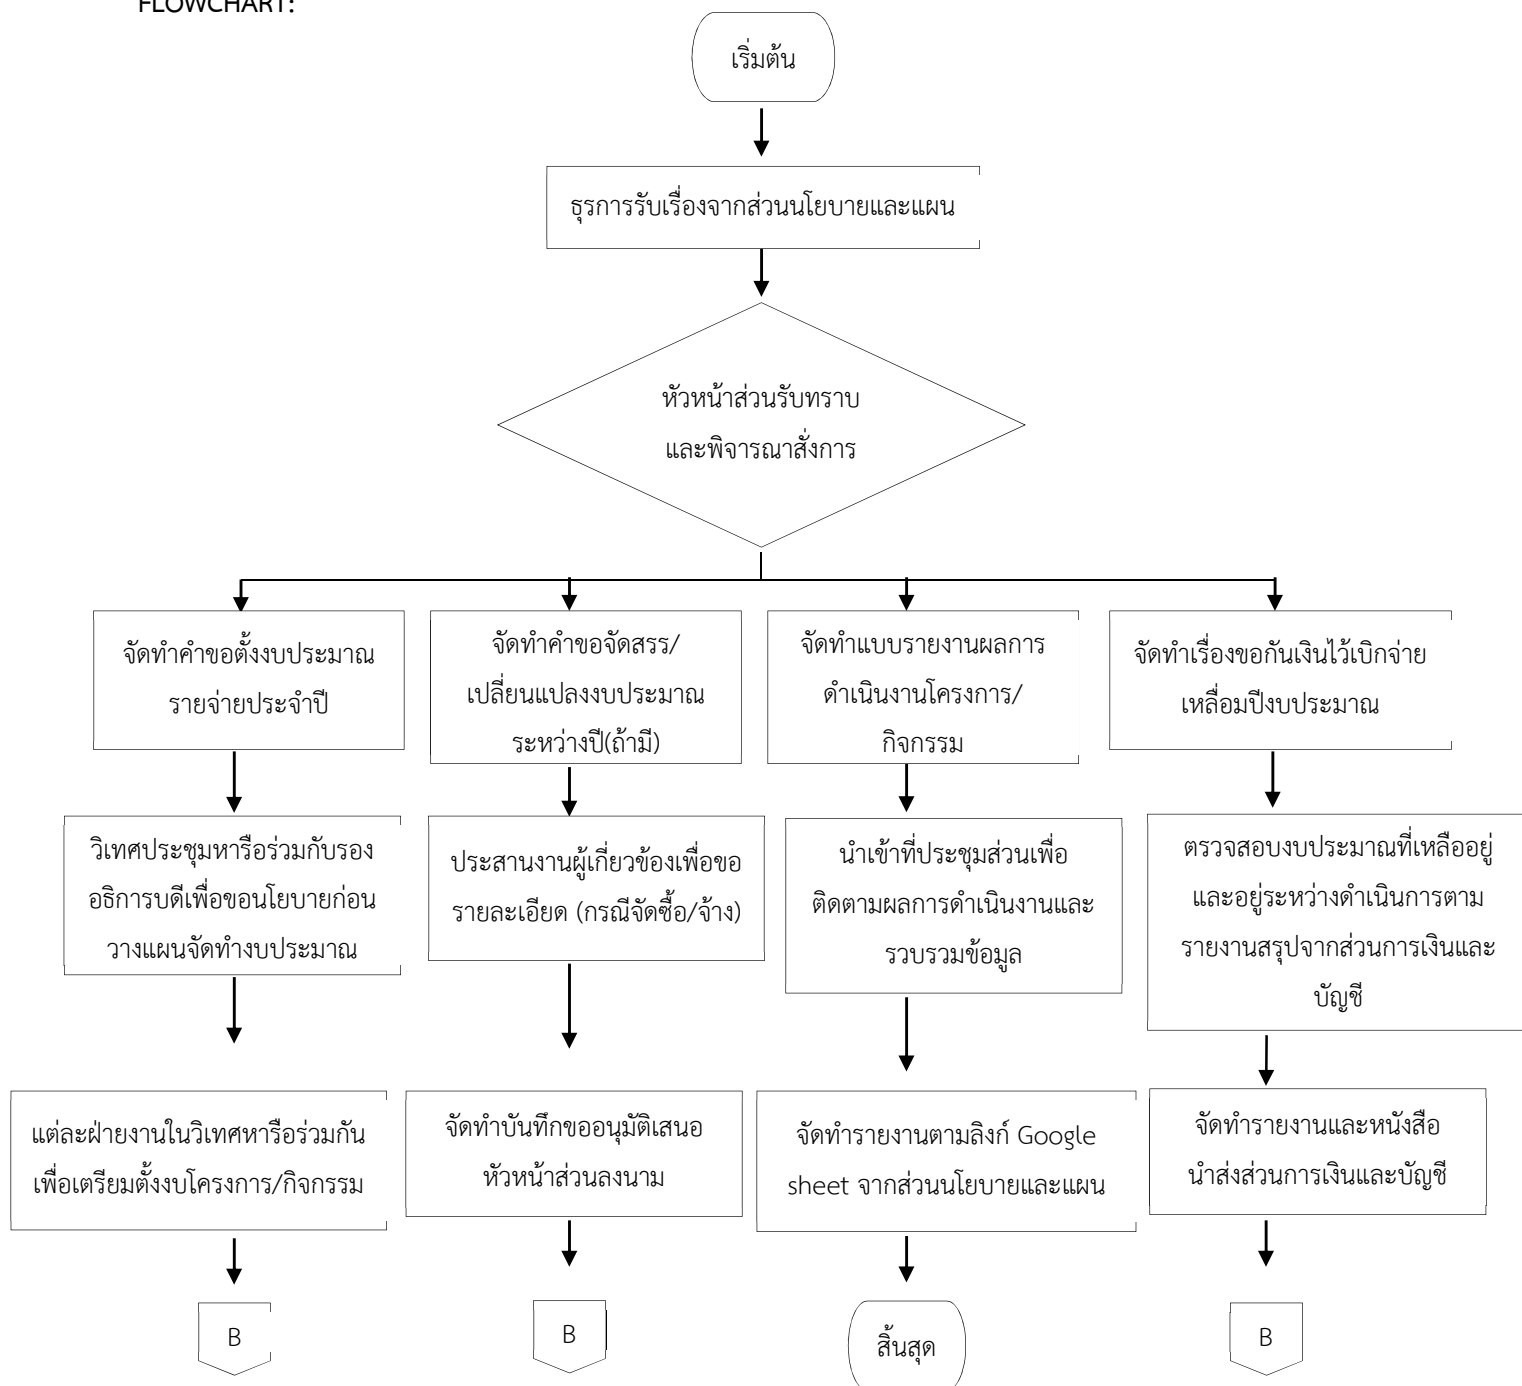 FLOWCHART:
เริ่มต้น
ธุรการรับเรื่องจากส่วนนโยบายและแผน
หัวหน้าส่วนรับทราบ
และพิจารณาสั่งการ
จัดทำคำขอตั้งงบประมาณ
รายจ่ายประจำปี
จัดทำคำขอจัดสรร/
เปลี่ยนแปลงงบประมาณ
ระหว่างปี(ถ้ามี)
จัดทำแบบรายงานผลการ
ดำเนินงานโครงการ/
กิจกรรม
จัดทำเรื่องขอกันเงินไว้เบิกจ่าย
เหลื่อมปีงบประมาณ
วิเทศประชุมหารือร่วมกับรอง
อธิการบดีเพื่อขอนโยบายก่อน
วางแผนจัดทำงบประมาณ
ประสานงานผู้เกี่ยวข้องเพื่อขอ
รายละเอียด (กรณีจัดซื้อ/จ้าง)
นำเข้าที่ประชุมส่วนเพื่อ
ติดตามผลการดำเนินงานและ
รวบรวมข้อมูล
ตรวจสอบงบประมาณที่เหลืออยู่
และอยู่ระหว่างดำเนินการตาม
รายงานสรุปจากส่วนการเงินและ
บัญชี
แต่ละฝ่ายงานในวิเทศหารือร่วมกัน
เพื่อเตรียมตั้งงบโครงการ/กิจกรรม
จัดทำบันทึกขออนุมัติเสนอ
หัวหน้าส่วนลงนาม
จัดทำรายงานตามลิงก์ Google
sheet จากส่วนนโยบายและแผน
จัดทำรายงานและหนังสือ
นำส่งส่วนการเงินและบัญชี
B
B
สิ้นสุด
B